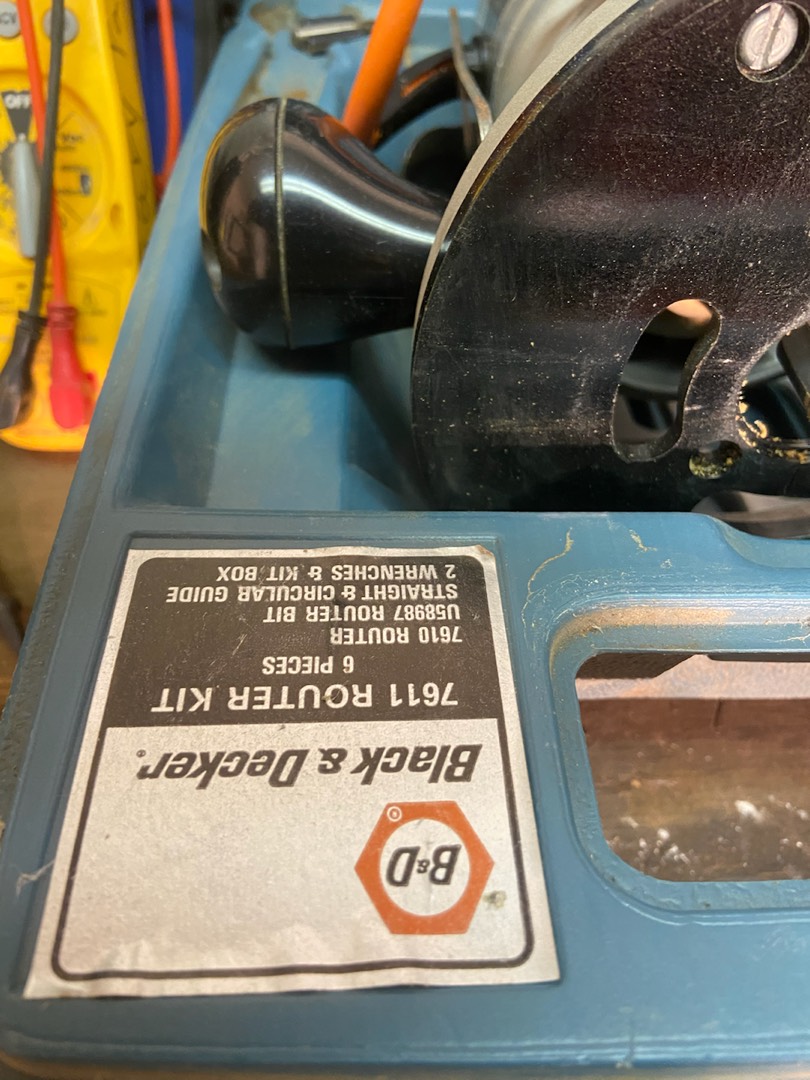 B&D®
Black & Decker®
7611 ROUTER KIT
6 PIECES
7610 ROUTER
U58987 ROUTER BIT
STRAIGHT & CIRCULAR GUIDE
2 WRENCHES & KIT BOX
OFF